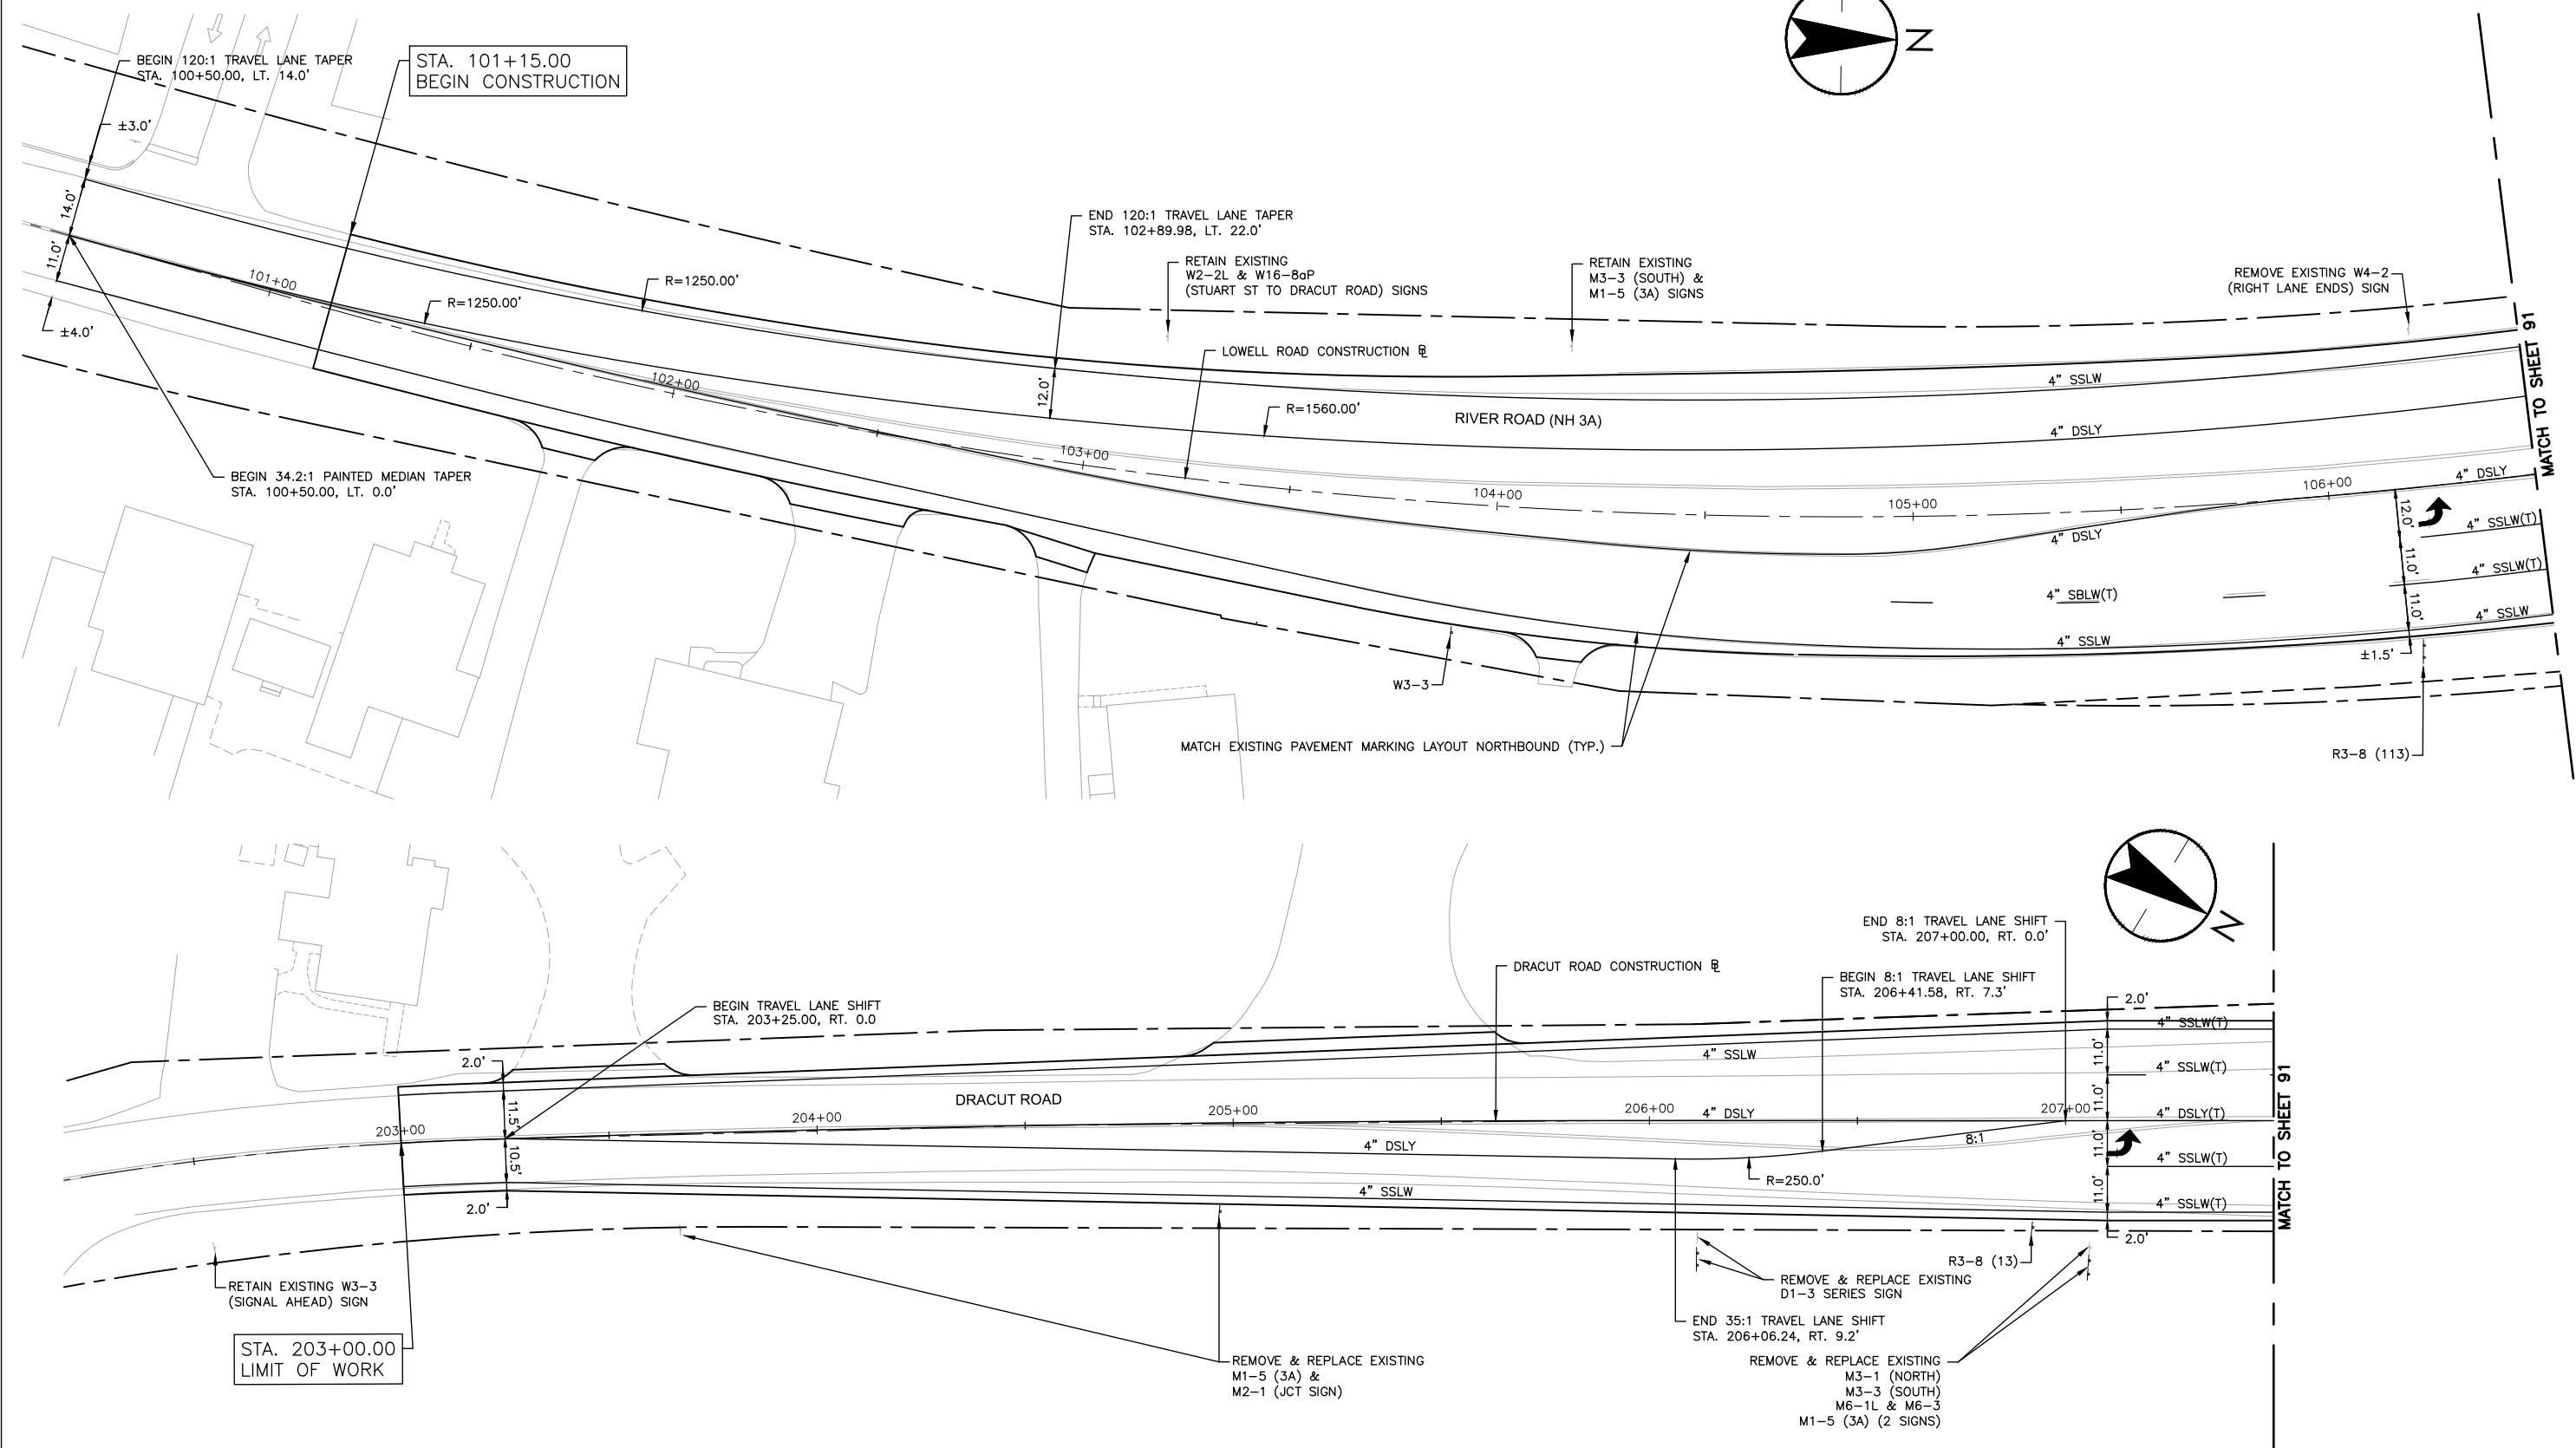 N
BEGIN 120:1 TRAVEL LANE TAPER
STA. 100+50.00, LT. 14.0'
STA. 101+15.00
BEGIN CONSTRUCTION
±3.0'
14.0'
11.0'
±4.0'
101+00
R=1250.00'
R=1250.00'
END 120:1 TRAVEL LANE TAPER
STA. 102+89.98, LT. 22.0'
RETAIN EXISTING
W2-2L & W16-8aP
(STUART ST TO DRACUT ROAD) SIGNS
RETAIN EXISTING
M3-3 (SOUTH) &
M1-5 (3A) SIGNS
REMOVE EXISTING W4-2
(RIGHT LANE ENDS) SIGN
LOWELL ROAD CONSTRUCTION ℄
102+00
12.0'
R=1560.00'
RIVER ROAD (NH 3A)
4" SSLW
4" DSLY
MATCH TO SHEET 91
BEGIN 34.2:1 PAINTED MEDIAN TAPER
STA. 100+50.00, LT. 0.0'
103+00
104+00
105+00
106+00
4" DSLY
4" DSLY
12.0'
11.0'
11.0'
4" SSLW(T)
4" SSLW(T)
4" SSLW
4" SBLW(T)
4" SSLW
±1.5'
W3-3
MATCH EXISTING PAVEMENT MARKING LAYOUT NORTHBOUND (TYP.)
R3-8 (113)
N
END 8:1 TRAVEL LANE SHIFT
STA. 207+00.00, RT. 0.0'
DRACUT ROAD CONSTRUCTION ℄
BEGIN 8:1 TRAVEL LANE SHIFT
STA. 206+41.58, RT. 7.3'
BEGIN TRAVEL LANE SHIFT
STA. 203+25.00, RT. 0.0
2.0'
2.0'
4" SSLW(T)
4" SSLW
11.0'
4" SSLW(T)
DRACUT ROAD
11.5'
203+00
204+00
205+00
206+00
207+00
4" DSLY
11.0'
4" DSLY(T)
4" DSLY
8:1
11.0'
4" SSLW(T)
10.5'
R=250.0'
4" SSLW
11.0'
4" SSLW(T)
2.0'
2.0'
MATCH TO SHEET 91
R3-8 (13)
RETAIN EXISTING W3-3
(SIGNAL AHEAD) SIGN
REMOVE & REPLACE EXISTING
D1-3 SERIES SIGN
END 35:1 TRAVEL LANE SHIFT
STA. 206+06.24, RT. 9.2'
STA. 203+00.00
LIMIT OF WORK
REMOVE & REPLACE EXISTING
M1-5 (3A) &
M2-1 (JCT SIGN)
REMOVE & REPLACE EXISTING
M3-1 (NORTH)
M3-3 (SOUTH)
M6-1L & M6-3
M1-5 (3A) (2 SIGNS)